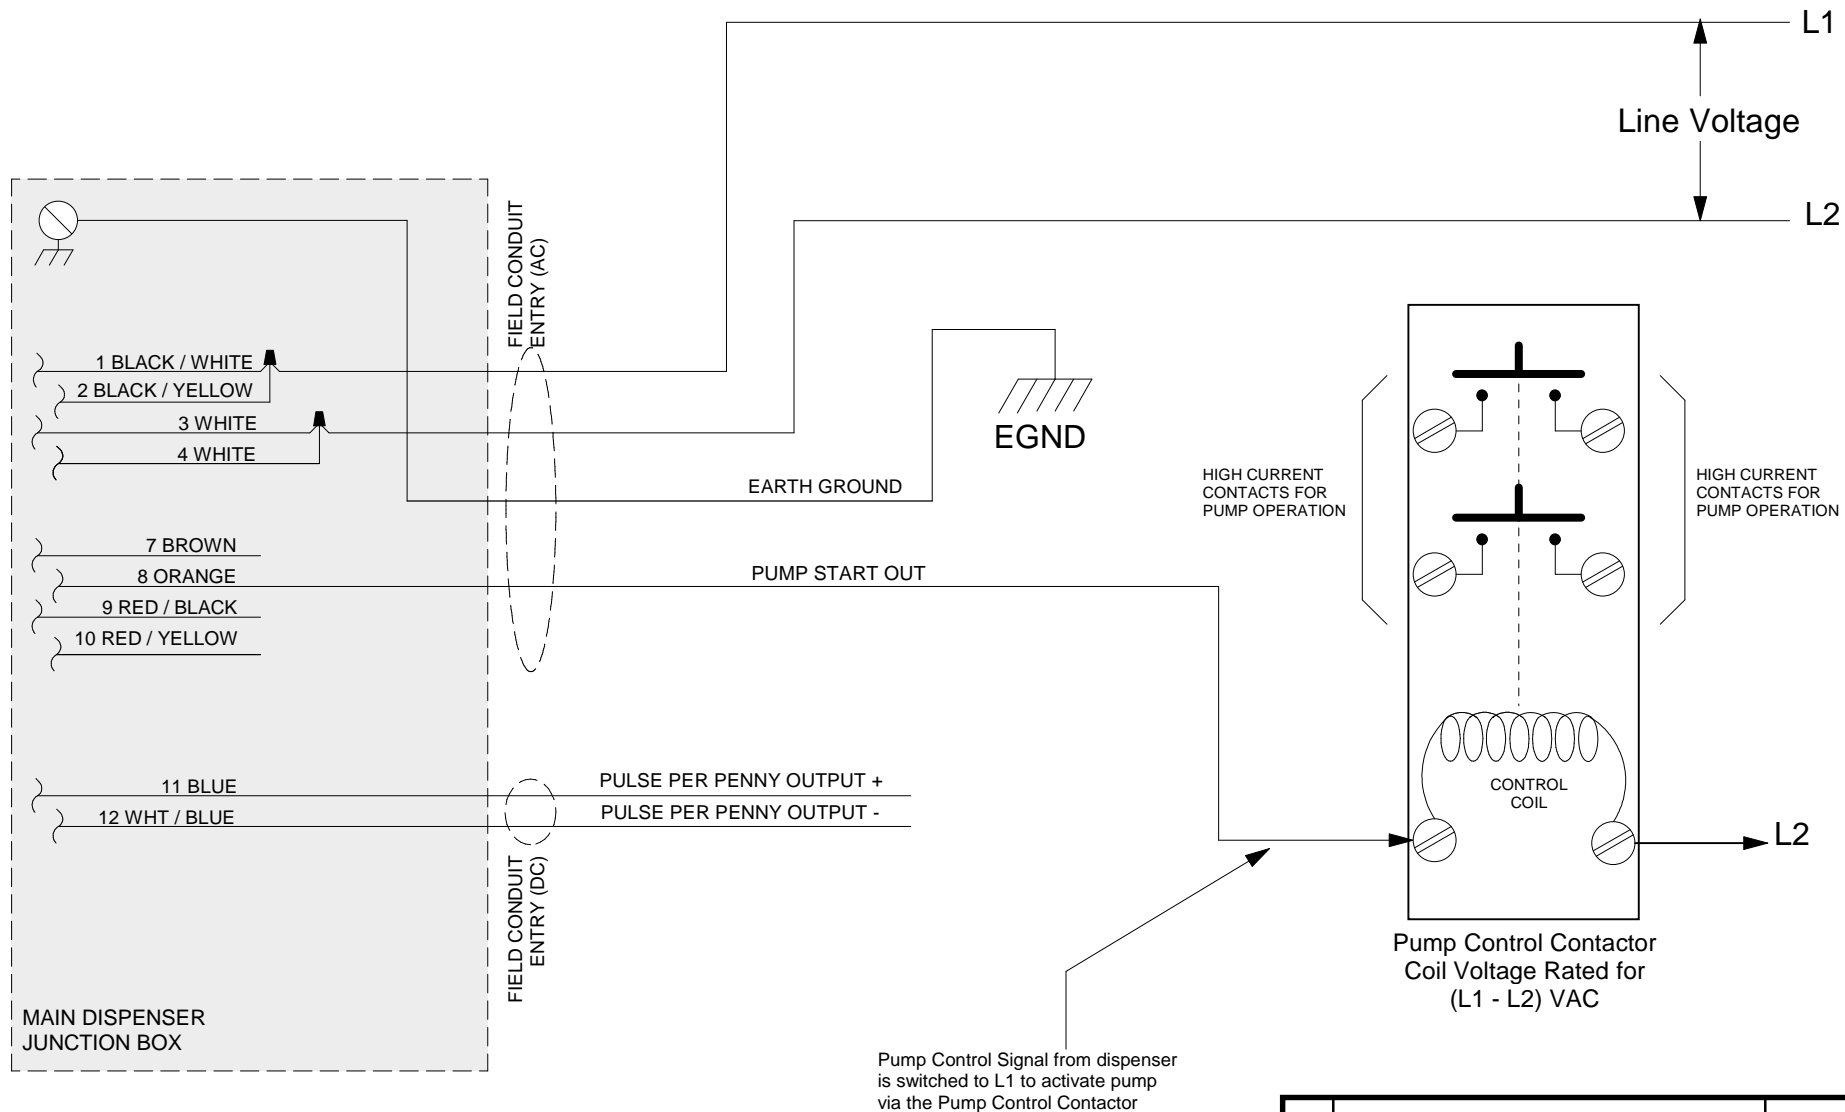 L1
Line Voltage
L2
FIELD CONDUIT
ENTRY (AC)
1 BLACK / WHITE
2 BLACK / YELLOW
3 WHITE
4 WHITE
EGND
EARTH GROUND
HIGH CURRENT
CONTACTS FOR
PUMP OPERATION
HIGH CURRENT
CONTACTS FOR
PUMP OPERATION
7 BROWN
8 ORANGE
PUMP START OUT
9 RED / BLACK
10 RED / YELLOW
11 BLUE
PULSE PER PENNY OUTPUT +
12 WHT / BLUE
PULSE PER PENNY OUTPUT -
CONTROL
COIL
L2
FIELD CONDUIT
ENTRY (DC)
Pump Control Contactor
Coil Voltage Rated for
(L1 - L2) VAC
MAIN DISPENSER
JUNCTION BOX
Pump Control Signal from dispenser
is switched to L1 to activate pump
via the Pump Control Contactor